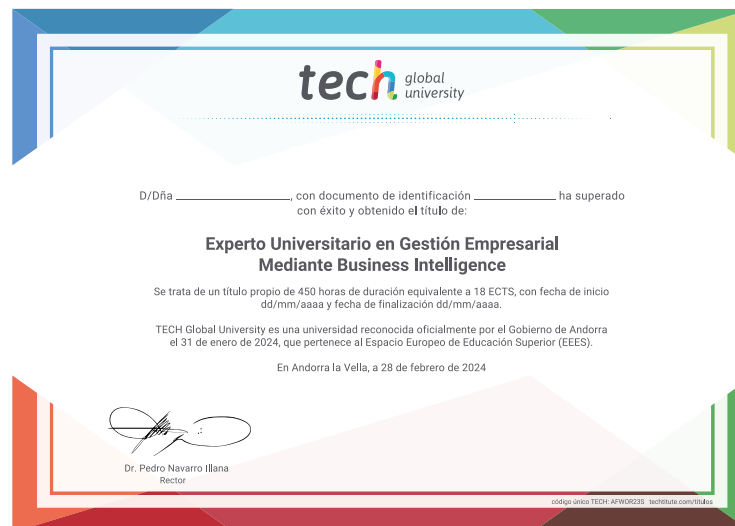 tech global university
D/Dña ____________________, con documento de identificación ______________ ha superado
con éxito y obtenido el título de:
Experto Universitario en Gestión Empresarial
Mediante Business Intelligence
Se trata de un título propio de 450 horas de duración equivalente a 18 ECTS, con fecha de inicio
dd/mm/aaaa y fecha de finalización dd/mm/aaaa.
TECH Global University es una universidad reconocida oficialmente por el Gobierno de Andorra
el 31 de enero de 2024, que pertenece al Espacio Europeo de Educación Superior (EEES).
En Andorra la Vella, a 28 de febrero de 2024
Dr. Pedro Navarro Illana
Rector
código único TECH: AFWOR23S techtitute.com/titulos